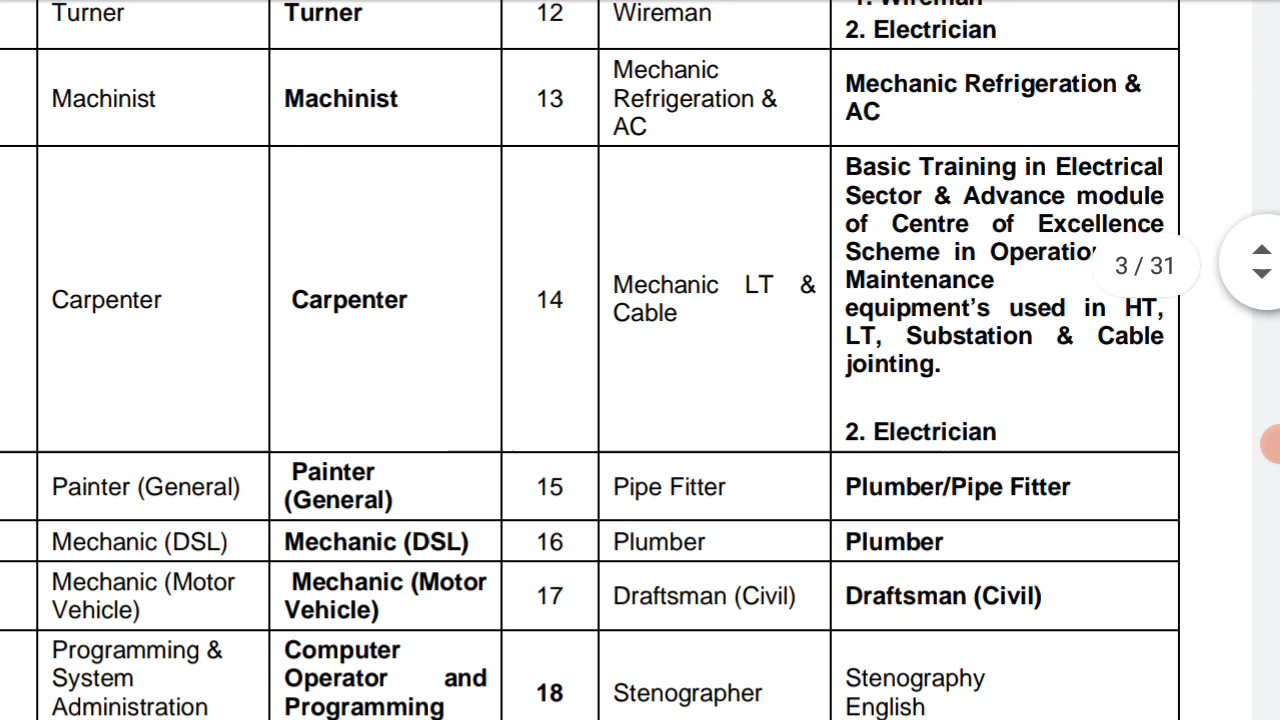 Turner
Turner
12
Wireman
1. Wireman
2. Electrician
Machinist
Machinist
13
Mechanic
Refrigeration &
AC
Mechanic Refrigeration &
AC
Carpenter
Carpenter
14
Mechanic LT &
Cable
Basic Training in Electrical
Sector & Advance module
of Centre of Excellence
Scheme in Operation
Maintenance
equipment's used in HT,
LT, Substation & Cable
jointing.
2. Electrician
3 / 31
Painter (General)
Painter
(General)
15
Pipe Fitter
Plumber/Pipe Fitter
Mechanic (DSL)
Mechanic (DSL)
16
Plumber
Plumber
Mechanic (Motor
Vehicle)
Mechanic (Motor
Vehicle)
17
Draftsman (Civil)
Draftsman (Civil)
Programming &
System
Administration
Computer
Operator and
Programming
18
Stenographer
Stenography
English